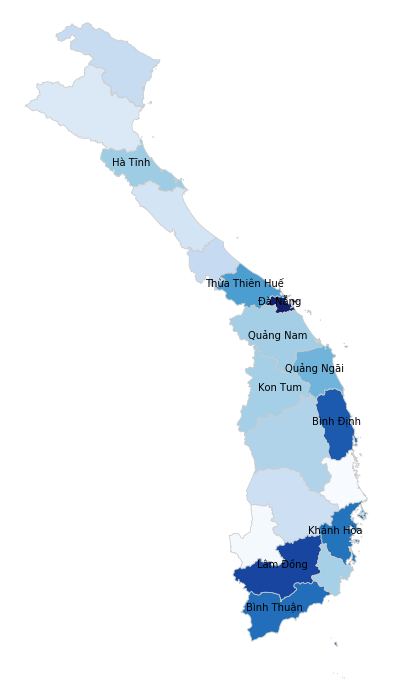 Hà Tĩnh
Thừa Thiên Huế
Đà Nẵng
Quảng Nam
Quảng Ngãi
Kon Tum
Bình Định
Khánh Hòa
Lâm Đồng
Bình Thuận